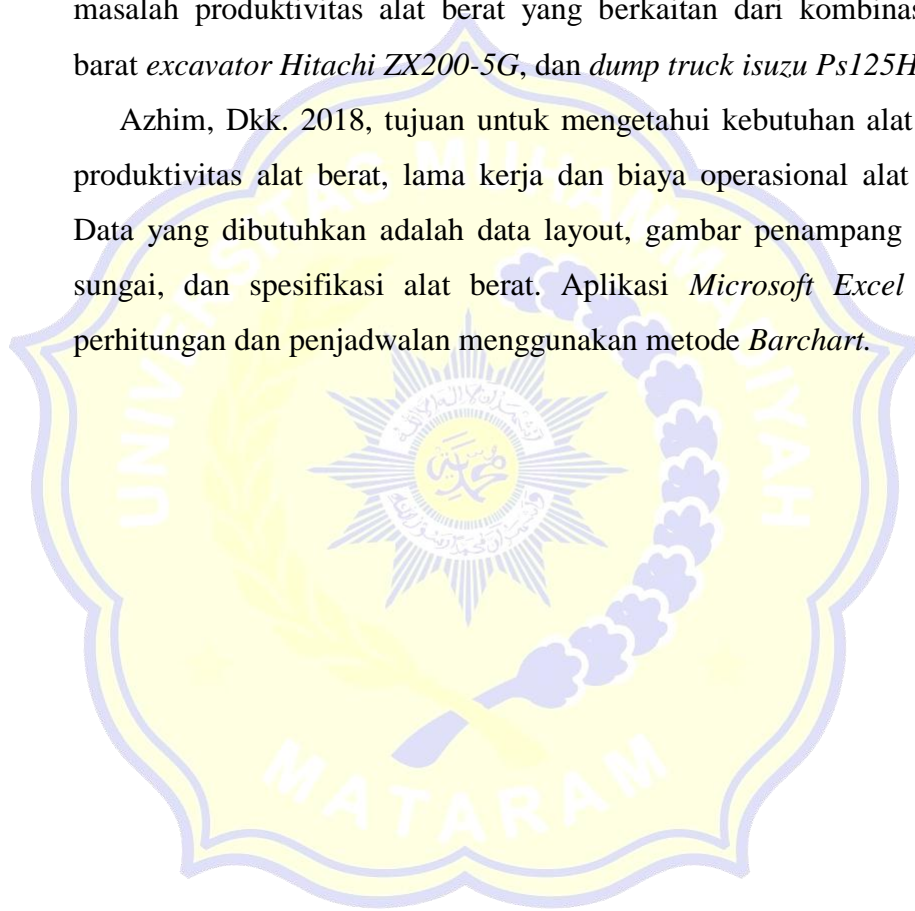 masalah produktivitas alat berat yang berkaitan dari kombinas
barat excavator Hitachi ZX200-5G, dan dump truck isuzu Ps125H
Azhim, Dkk. 2018, tujuan untuk mengetahui kebutuhan alat
produktivitas alat berat, lama kerja dan biaya operasional alat
Data yang dibutuhkan adalah data layout, gambar penampang
sungai, dan spesifikasi alat berat. Aplikasi Microsoft Excel
perhitungan dan penjadwalan menggunakan metode Barchart.
UNIVERSITAS MUHAMMADIYAH
MATARAM